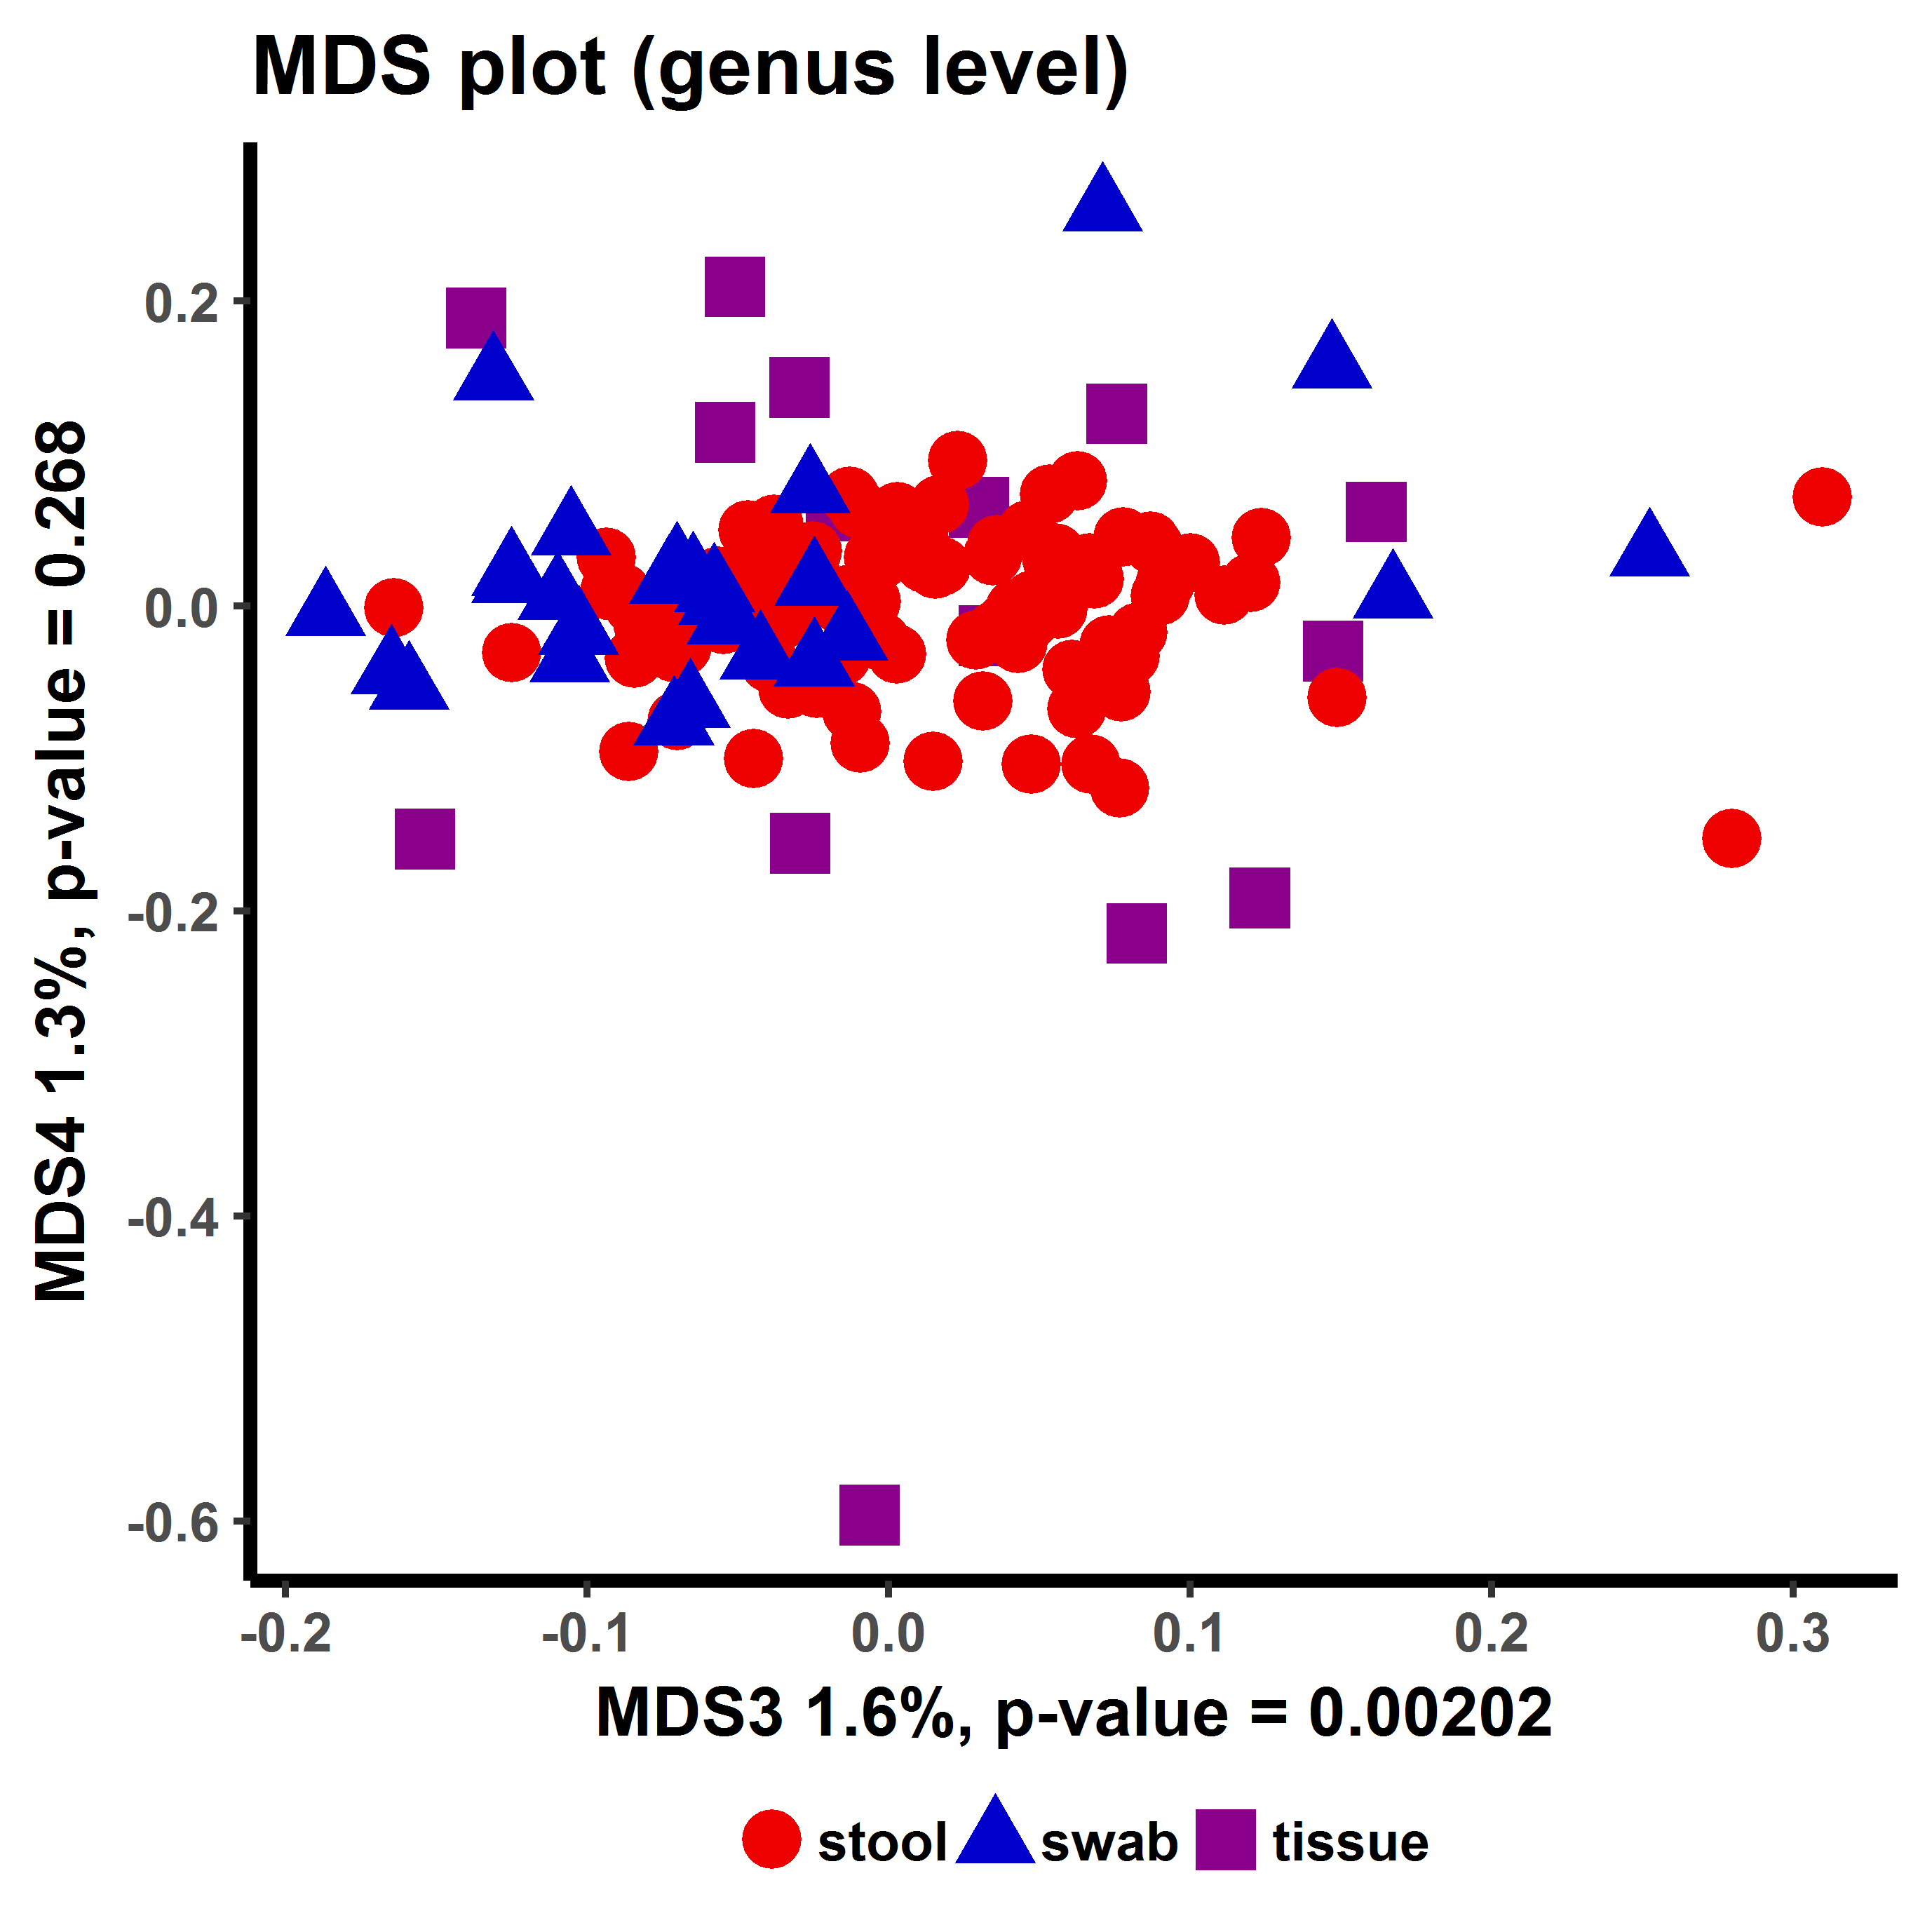 MDS plot (genus level)
MDS4 1.3%, p-value = 0.268
0.2
0.0
-0.2
-0.4
-0.6
-0.2 -0.1 0.0 0.1 0.2 0.3
MDS3 1.6%, p-value = 0.00202
stool swab tissue